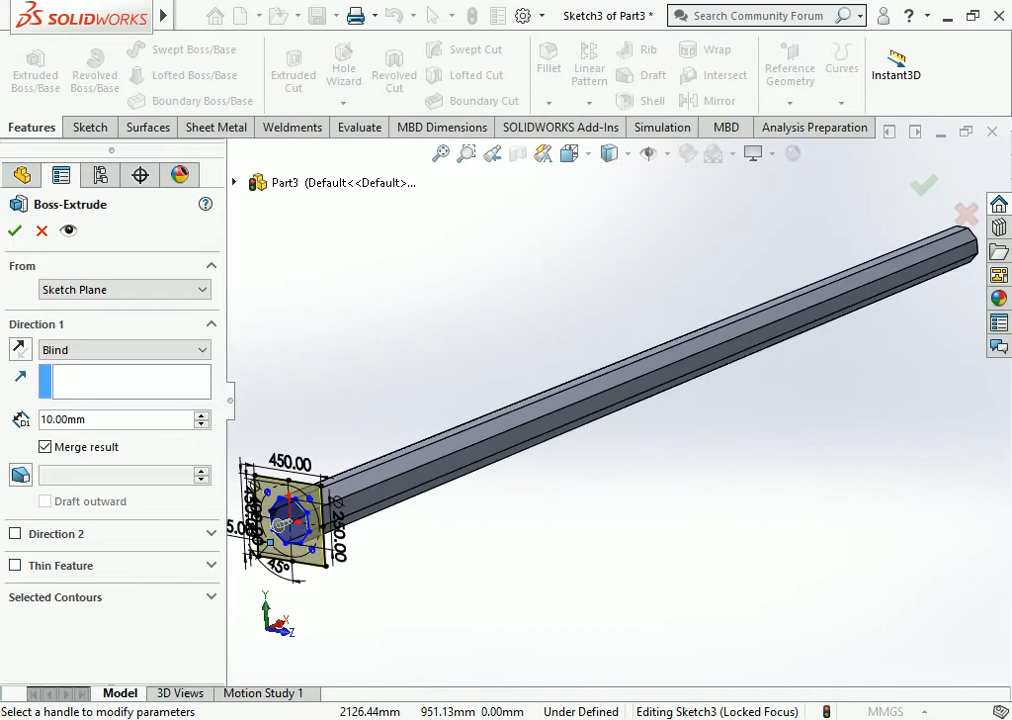 SOLIDWORKS
Sketch3 of Part3 *
Search Community Forum
?
Extruded Boss/Base
Revolved Boss/Base
Swept Boss/Base
Lofted Boss/Base
Boundary Boss/Base
Extruded Cut
Hole Wizard
Revolved Cut
Swept Cut
Lofted Cut
Boundary Cut
Fillet
Linear Pattern
Rib
Draft
Shell
Wrap
Intersect
Mirror
Reference Geometry
Curves
Instant3D
Features
Sketch
Surfaces
Sheet Metal
Weldments
Evaluate
MBD Dimensions
SOLIDWORKS Add-Ins
Simulation
MBD
Analysis Preparation
Part3 (Default<<Default>...
Boss-Extrude
?
From
Sketch Plane
Direction 1
Blind
D1
10.00mm
Merge result
Draft outward
Direction 2
Thin Feature
Selected Contours
450.00
Ø250.00
45°
Y
X
Z
Model
3D Views
Motion Study 1
Select a handle to modify parameters
2126.44mm
951.13mm 0.00mm
Under Defined
Editing Sketch3 (Locked Focus)
MMGS